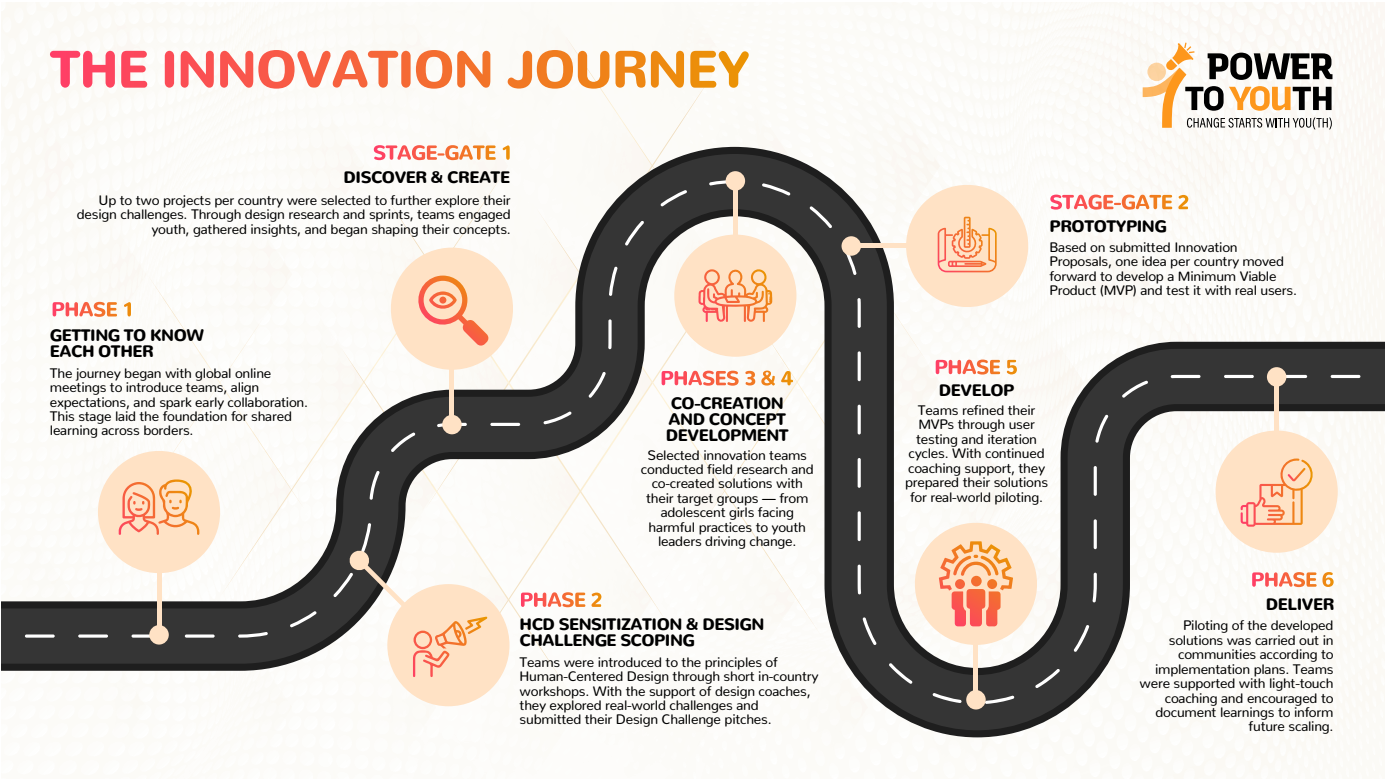 THE INNOVATION JOURNEY
POWER
TO YOUTH
CHANGE STARTS WITH YOU(TH)
PHASE 1
GETTING TO KNOW
EACH OTHER
The journey began with global online
meetings to introduce teams, align
expectations, and spark early collaboration.
This stage laid the foundation for shared
learning across borders.
PHASE 2
HCD SENSITIZATION & DESIGN
CHALLENGE SCOPING
Teams were introduced to the principles of
Human-Centered Design through short in-country
workshops. With the support of design coaches,
they explored real-world challenges and
submitted their Design Challenge pitches.
STAGE-GATE 1
DISCOVER & CREATE
Up to two projects per country were selected to further explore their
design challenges. Through design research and sprints, teams engaged
youth, gathered insights, and began shaping their concepts.
PHASES 3 & 4
CO-CREATION
AND CONCEPT
DEVELOPMENT
Selected innovation teams
conducted field research and
co-created solutions with
their target groups — from
adolescent girls facing
harmful practices to youth
leaders driving change.
STAGE-GATE 2
PROTOTYPING
Based on submitted Innovation
Proposals, one idea per country moved
forward to develop a Minimum Viable
Product (MVP) and test it with real users.
PHASE 5
DEVELOP
Teams refined their
MVPs through user
testing and iteration
cycles. With continued
coaching support, they
prepared their solutions
for real-world piloting.
PHASE 6
DELIVER
Piloting of the developed
solutions was carried out in
communities according to
implementation plans. Teams
were supported with light-touch
coaching and encouraged to
document learnings to inform
future scaling.